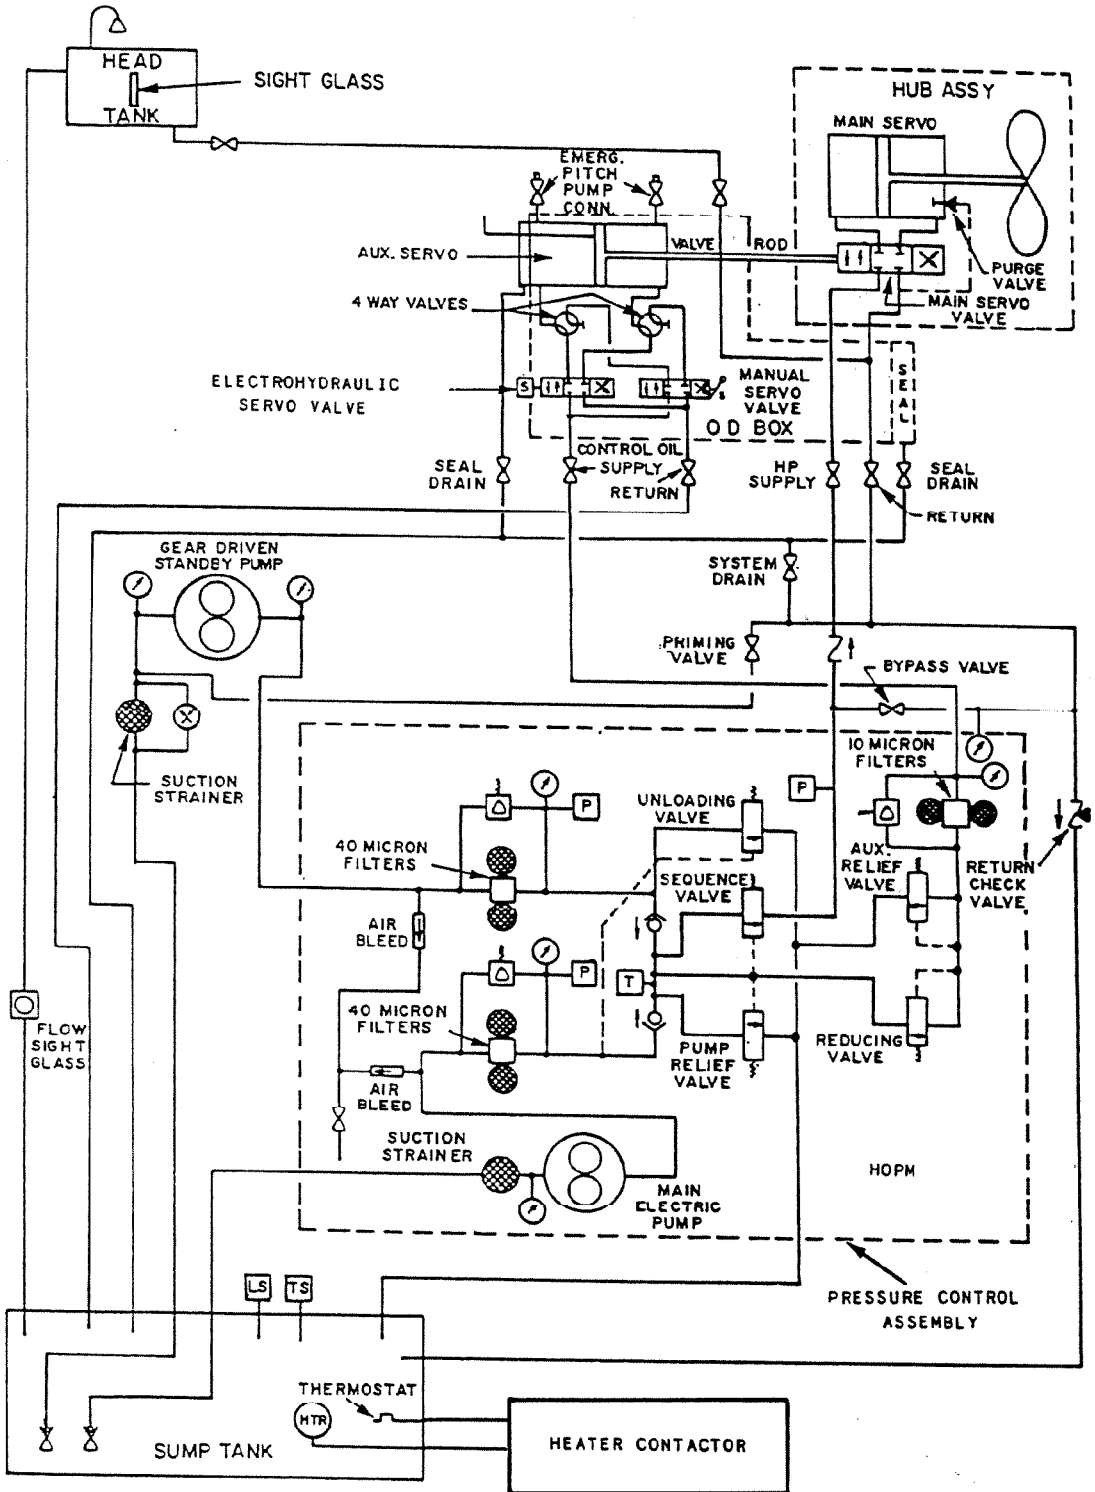 HEAD
TANK
SIGHT GLASS
HUB ASSY
MAIN SERVO
EMERG.
PITCH
PUMP
CONN.
AUX. SERVO
VALVE ROD
PURGE
VALVE
MAIN SERVO
VALVE
4 WAY VALVES
ELECTROHYDRAULIC
SERVO VALVE
S
MANUAL
SERVO
VALVE
O D BOX
SEAL
SEAL
DRAIN
CONTROL OIL
SUPPLY
RETURN
HP
SUPPLY
SEAL
DRAIN
RETURN
GEAR DRIVEN
STANDBY PUMP
SYSTEM
DRAIN
PRIMING
VALVE
BYPASS VALVE
SUCTION
STRAINER
10 MICRON
FILTERS
P
P
UNLOADING
VALVE
40 MICRON
FILTERS
AUX.
RELIEF
VALVE
RETURN
CHECK
VALVE
SEQUENCE
VALVE
AIR
BLEED
P
T
40 MICRON
FILTERS
FLOW
SIGHT
GLASS
PUMP
RELIEF
VALVE
REDUCING
VALVE
AIR
BLEED
SUCTION
STRAINER
MAIN
ELECTRIC
PUMP
HOPM
LS
TS
PRESSURE CONTROL
ASSEMBLY
THERMOSTAT
HTR
SUMP TANK
HEATER CONTACTOR